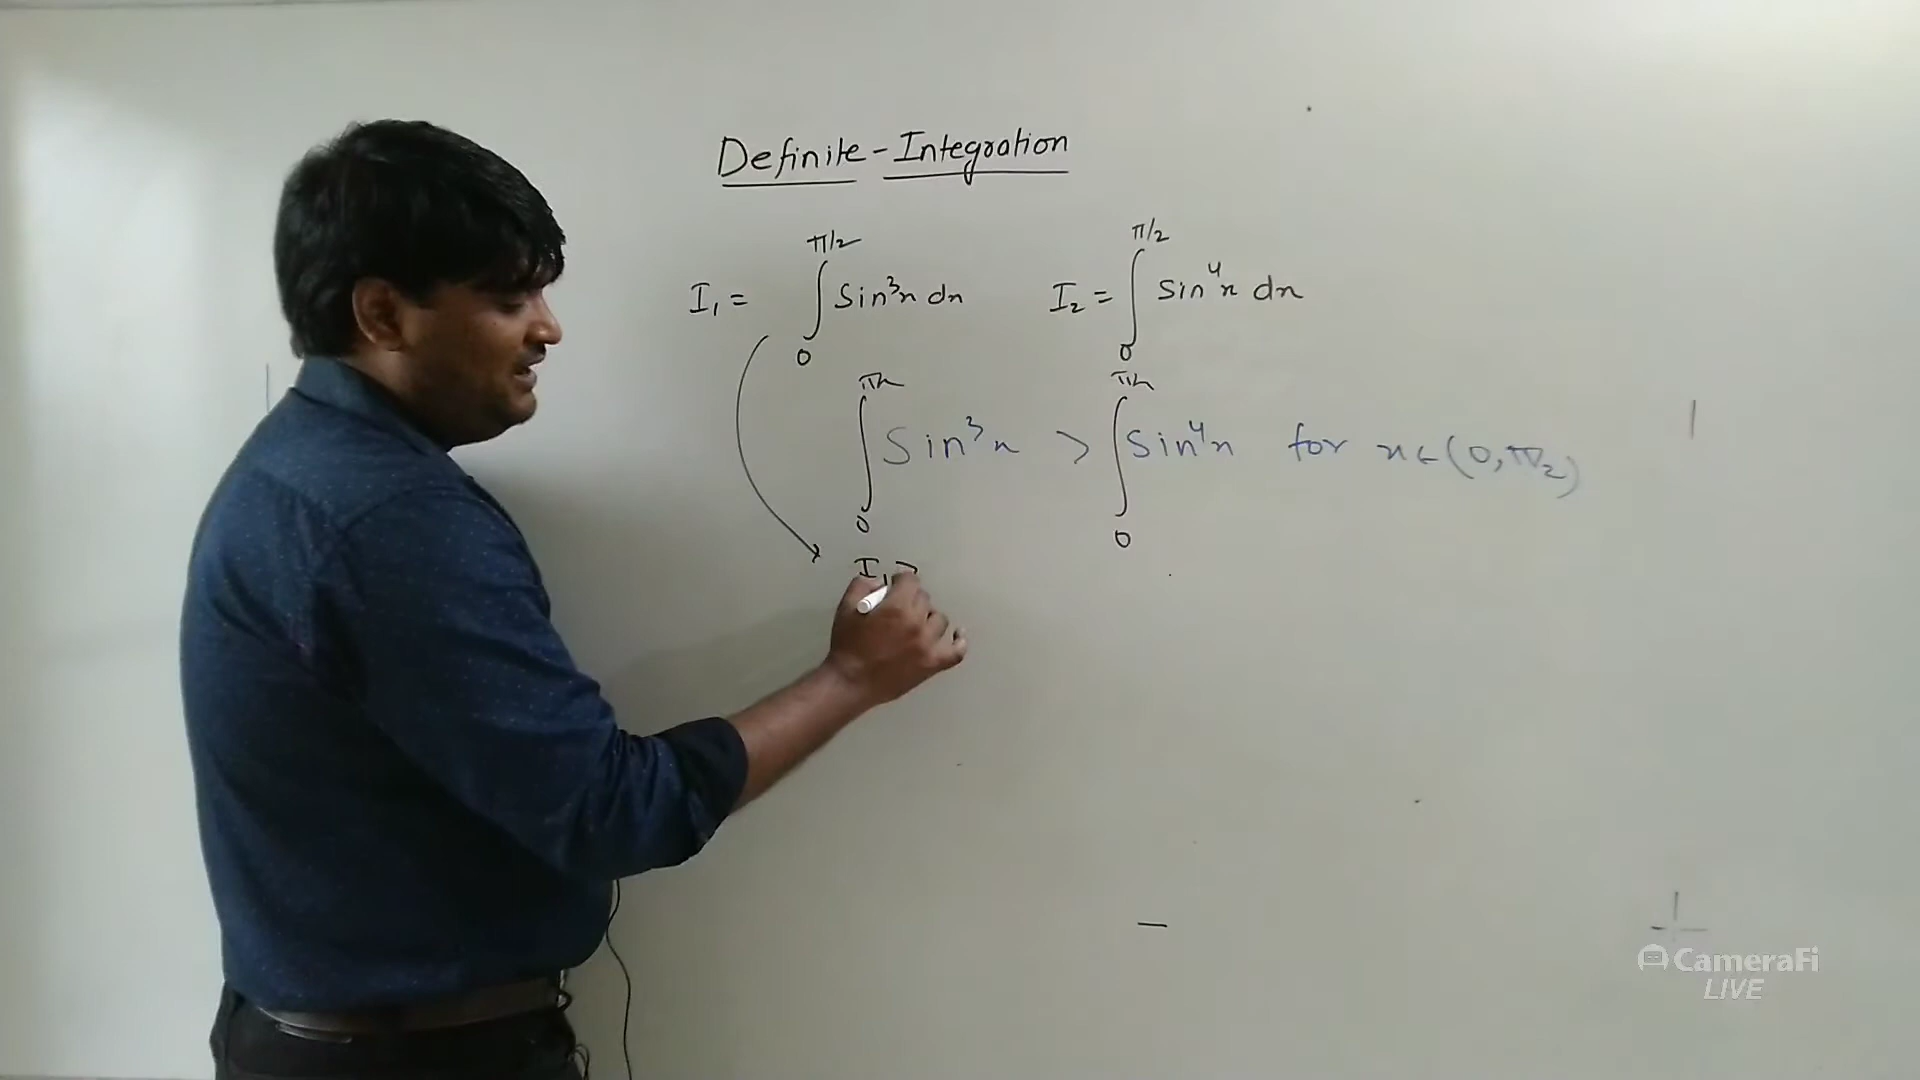 Definite-Integration
I₁ = ∫₀^π/2 Sin³x dx    I₂ = ∫₀^π/2 Sin⁴x dx
∫₀^π/2 Sin³x > ∫₀^π/2 Sin⁴x for x∈(0,π/2)
I₁ >
CameraFi
LIVE